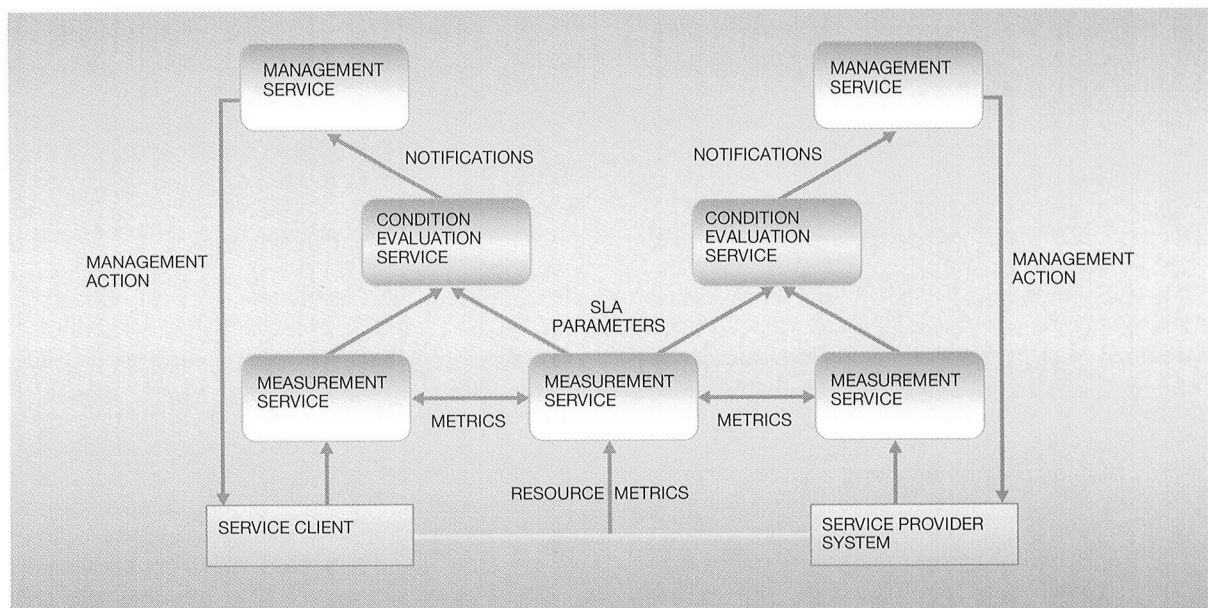 MANAGEMENT
SERVICE
MANAGEMENT
SERVICE
NOTIFICATIONS
NOTIFICATIONS
CONDITION
EVALUATION
SERVICE
CONDITION
EVALUATION
SERVICE
MANAGEMENT
ACTION
MANAGEMENT
ACTION
SLA
PARAMETERS
MEASUREMENT
SERVICE
MEASUREMENT
SERVICE
MEASUREMENT
SERVICE
METRICS
METRICS
RESOURCE METRICS
SERVICE CLIENT
SERVICE PROVIDER
SYSTEM